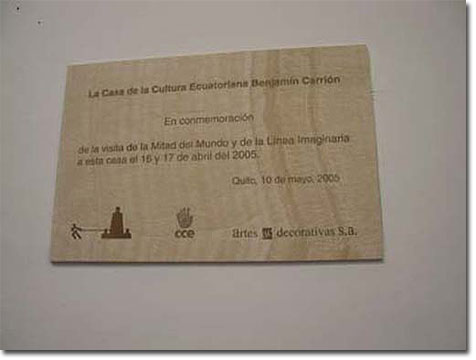 La Casa de la Cultura Ecuatoriana Benjamín Carrión
En conmemoración
de la visita de la Mitad del Mundo y de la Línea Imaginaria
a esta casa el 16 y 17 de abril del 2005.
Quito, 10 de mayo, 2005
cce
artes decorativas s.a.